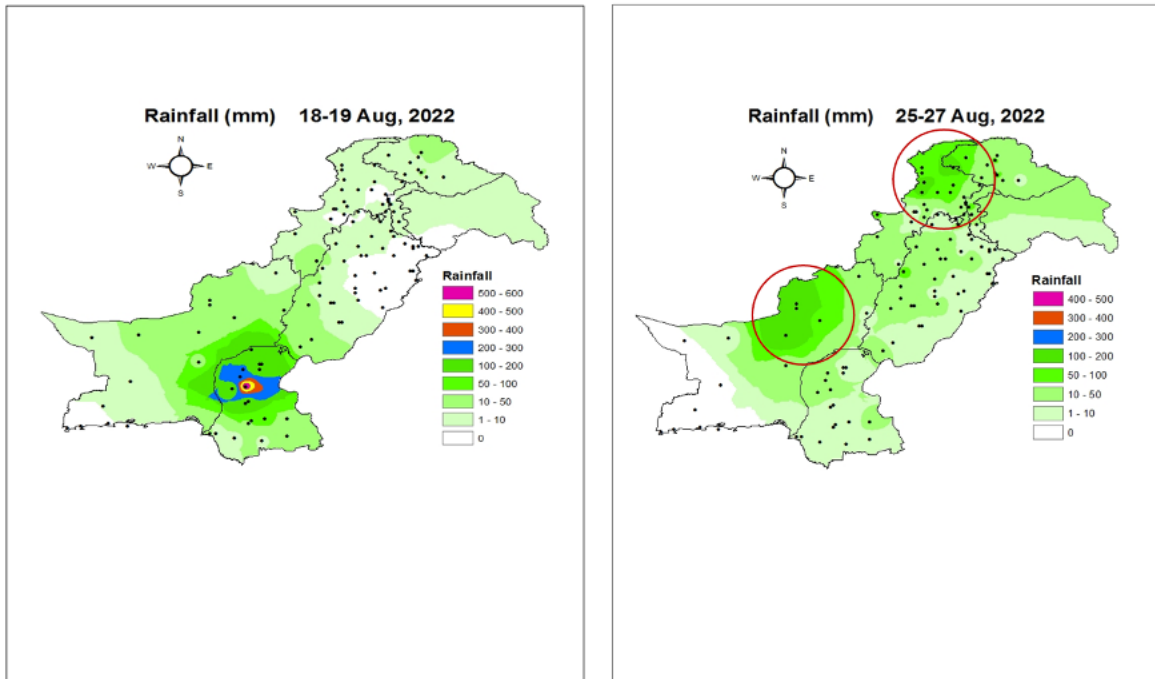 Rainfall (mm) 18-19 Aug, 2022
N
W E
S
Rainfall
500 - 600
400 - 500
300 - 400
200 - 300
100 - 200
50 - 100
10 - 50
1 - 10
0
Rainfall (mm) 25-27 Aug, 2022
N
W E
S
Rainfall
400 - 500
300 - 400
200 - 300
100 - 200
50 - 100
10 - 50
1 - 10
0